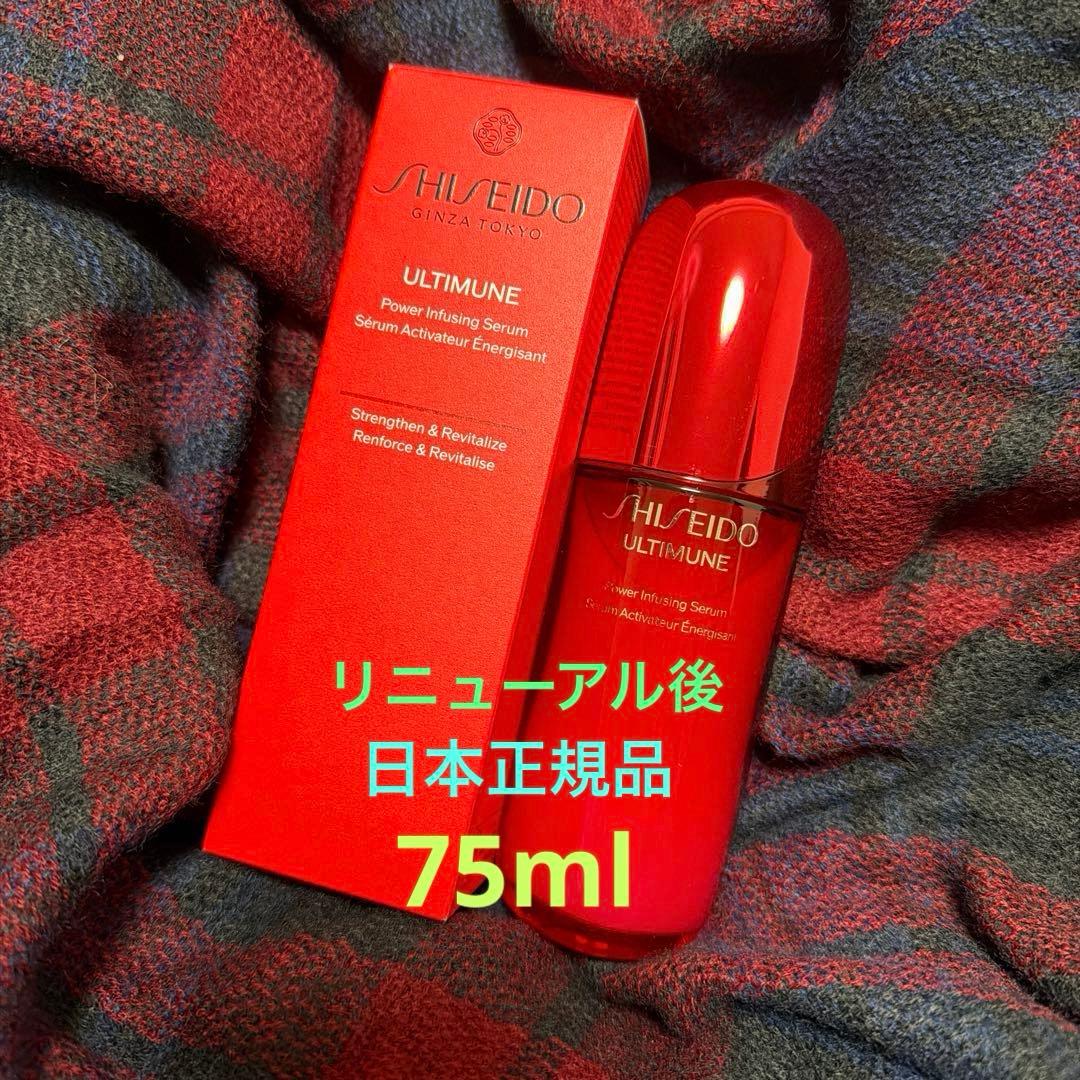 SHISEIDO
GINZA TOKYO
ULTIMUNE
Power Infusing Serum
Sérum Activateur Énergisant
Strengthen & Revitalize
Renforce & Revitalise
SHISEIDO
ULTIMUNE
Power Infusing Serum
Sérum Activateur Énergisant
リニューアル後
日本正規品
75ml